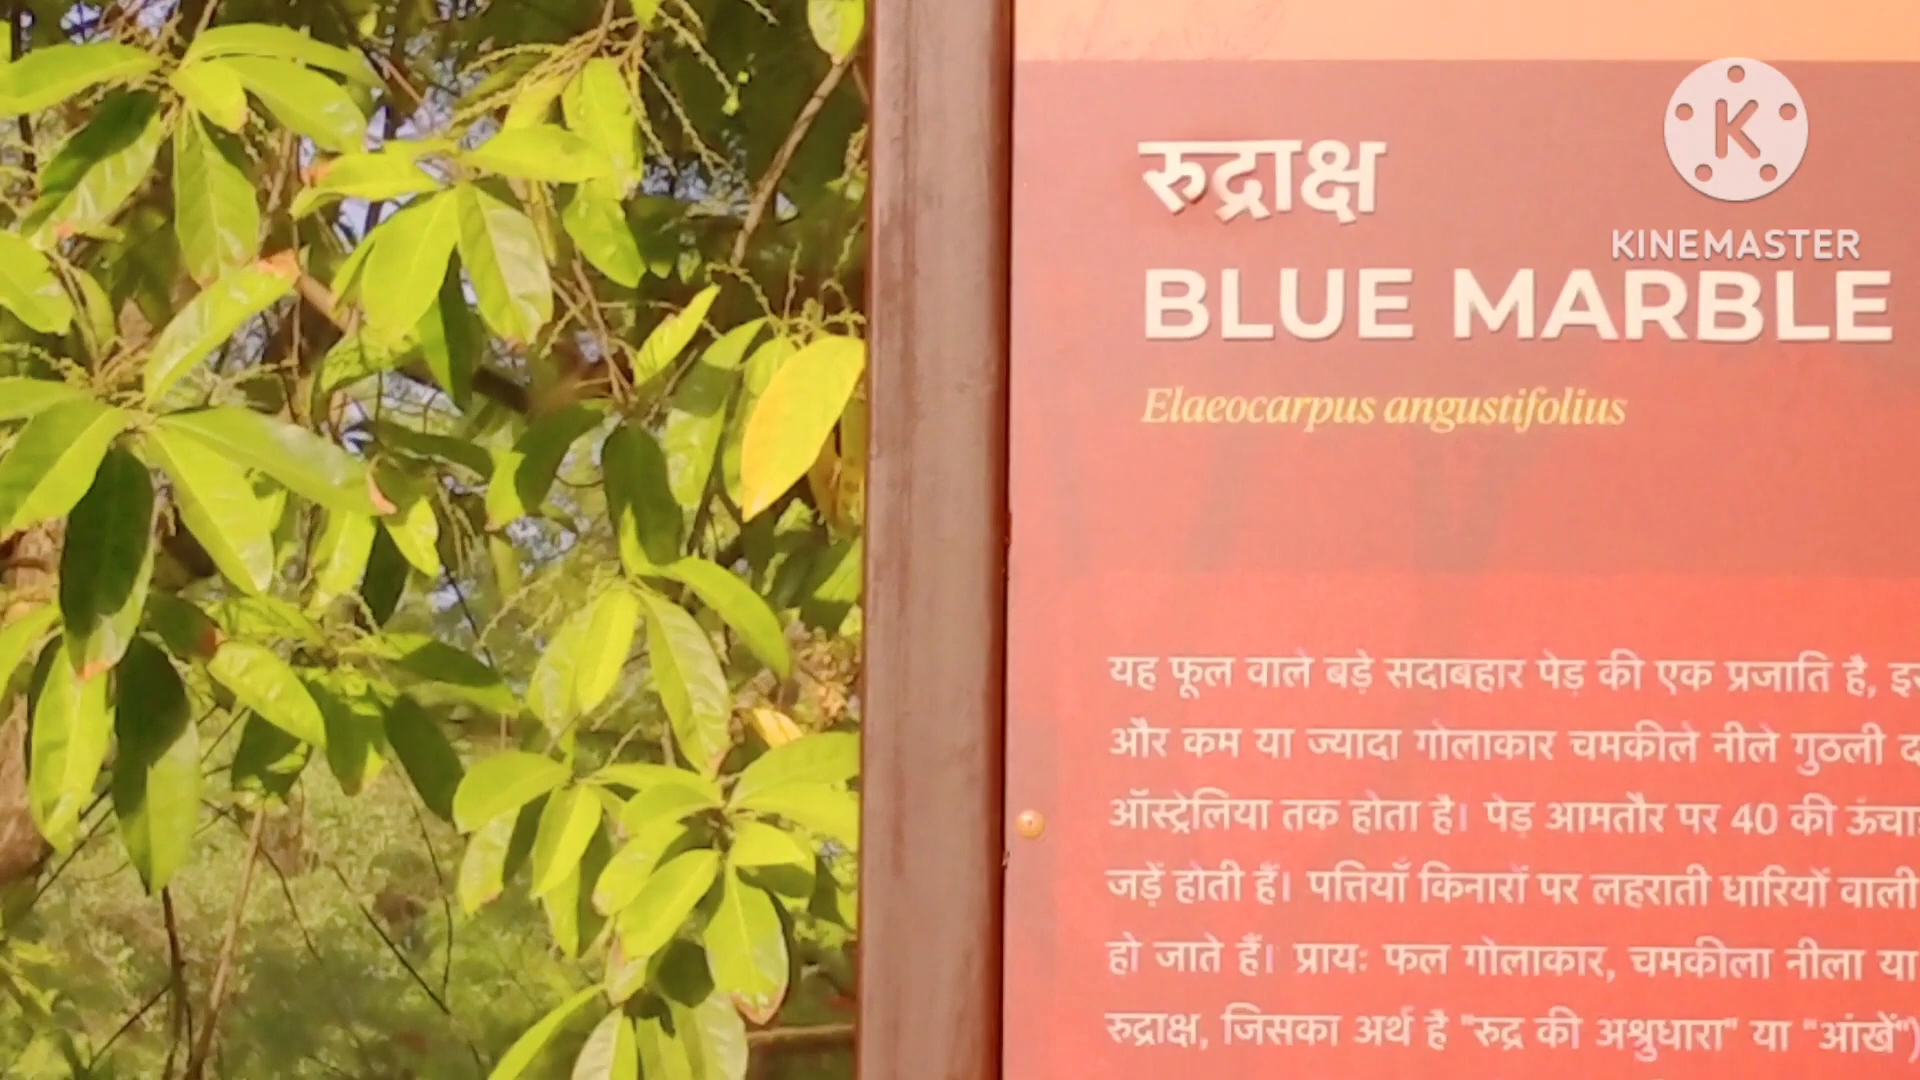 रुद्राक्ष
KINEMASTER
BLUE MARBLE
Elaeocarpus angustifolius
यह फूल वाले बड़े सदाबहार पेड़ की एक प्रजाति है,
और कम या ज्यादा गोलाकार चमकीले नीले गुठली
ऑस्ट्रेलिया तक होता है। पेड़ आमतौर पर 40 की
जड़ें होती हैं। पत्तियाँ किनारों पर लहराती धारियों वाली
हो जाते हैं। प्रायः फल गोलाकार, चमकीला नीला या
रुद्राक्ष, जिसका अर्थ है "रुद्र की अश्रुधारा" या "आंखें")